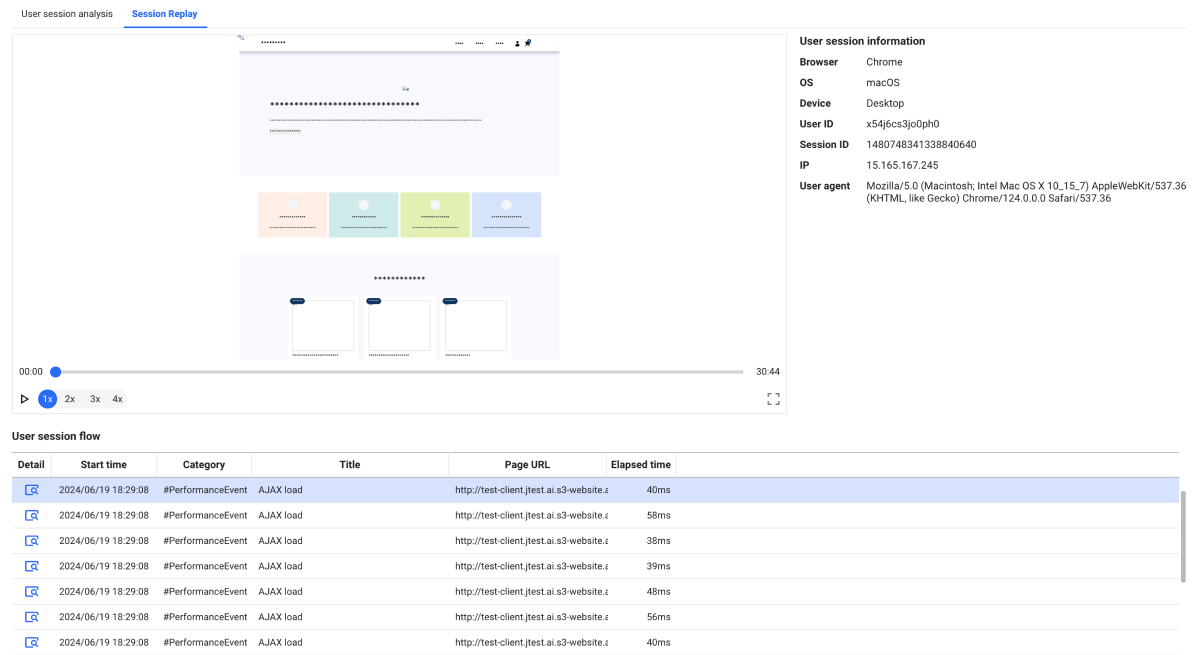 User session analysis Session Replay
User session information
Browser Chrome
OS macOS
Device Desktop
User ID x54j6cs3jo0ph0
Session ID 1480748341338840640
IP 15.165.167.245
User agent Mozilla/5.0 (Macintosh; Intel Mac OS X 10_15_7) AppleWebKit/537.36
(KHTML, like Gecko) Chrome/124.0.0.0 Safari/537.36
00:00 30:44
1x 2x 3x 4x
User session flow
Detail Start time Category Title Page URL Elapsed time
2024/06/19 18:29:08 #PerformanceEvent AJAX load http://test-client.jtest.ai.s3-website.a 40ms
2024/06/19 18:29:08 #PerformanceEvent AJAX load http://test-client.jtest.ai.s3-website.a 58ms
2024/06/19 18:29:08 #PerformanceEvent AJAX load http://test-client.jtest.ai.s3-website.a 38ms
2024/06/19 18:29:08 #PerformanceEvent AJAX load http://test-client.jtest.ai.s3-website.a 39ms
2024/06/19 18:29:08 #PerformanceEvent AJAX load http://test-client.jtest.ai.s3-website.a 48ms
2024/06/19 18:29:08 #PerformanceEvent AJAX load http://test-client.jtest.ai.s3-website.a 56ms
2024/06/19 18:29:08 #PerformanceEvent AJAX load http://test-client.jtest.ai.s3-website.a 40ms